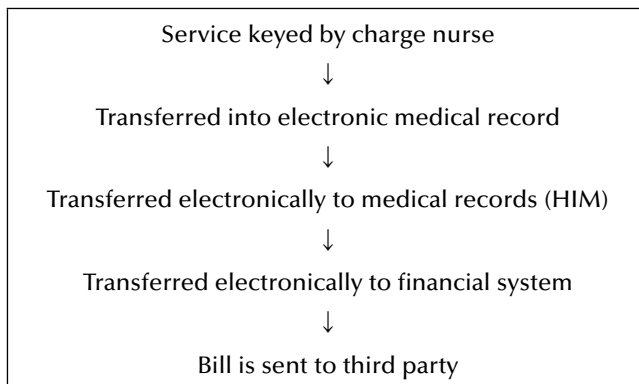 Service keyed by charge nurse
↓
Transferred into electronic medical record
↓
Transferred electronically to medical records (HIM)
↓
Transferred electronically to financial system
↓
Bill is sent to third party